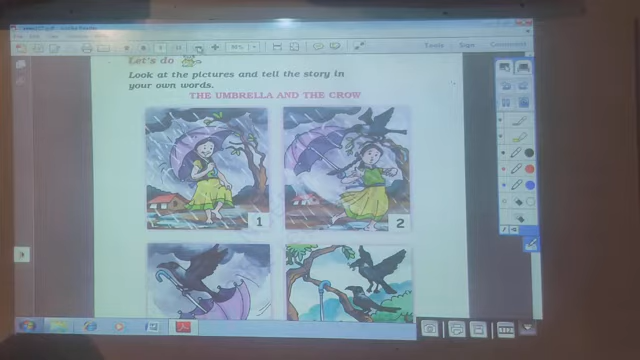 Let's do
Look at the pictures and tell the story in
your own words.
THE UMBRELLA AND THE CROW
1
2
Tools Sign Comment